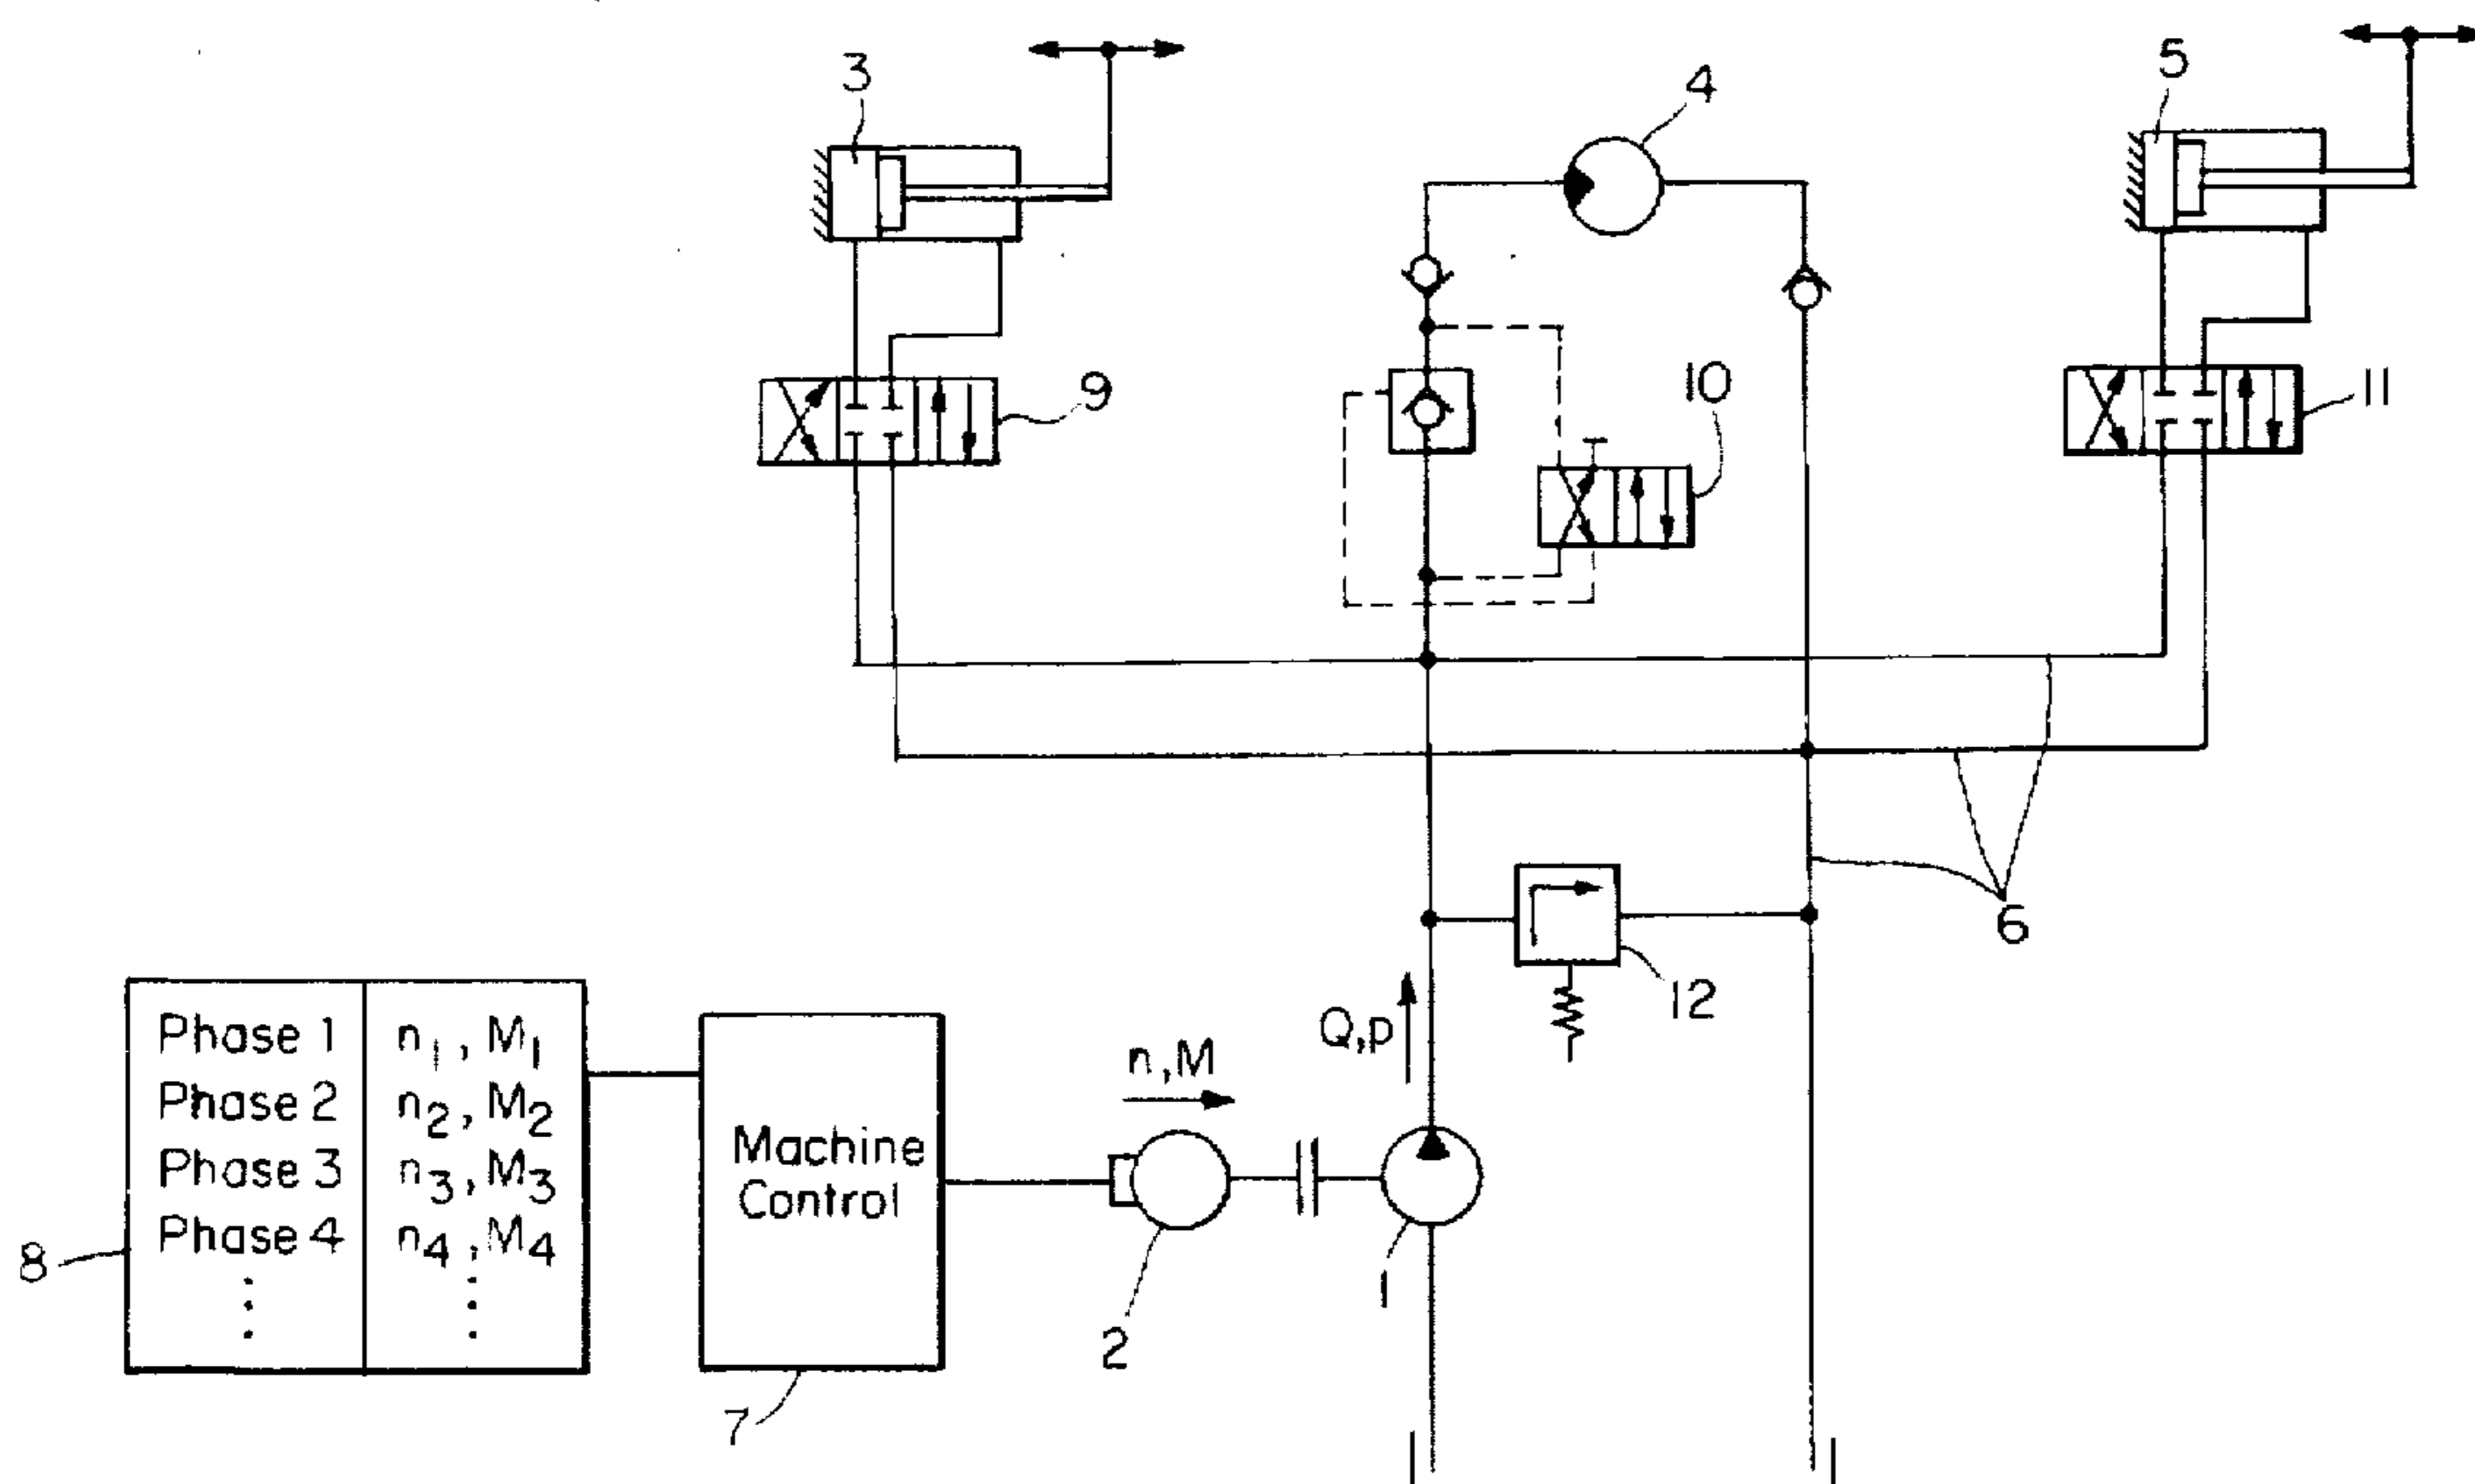 3
4
5
9
10
11
6
12
Q,p
n,M
Phase 1 n₁, M₁
Phase 2 n₂, M₂
Phase 3 n₃, M₃
Phase 4 n₄, M₄
Machine
Control
8
7
2
1